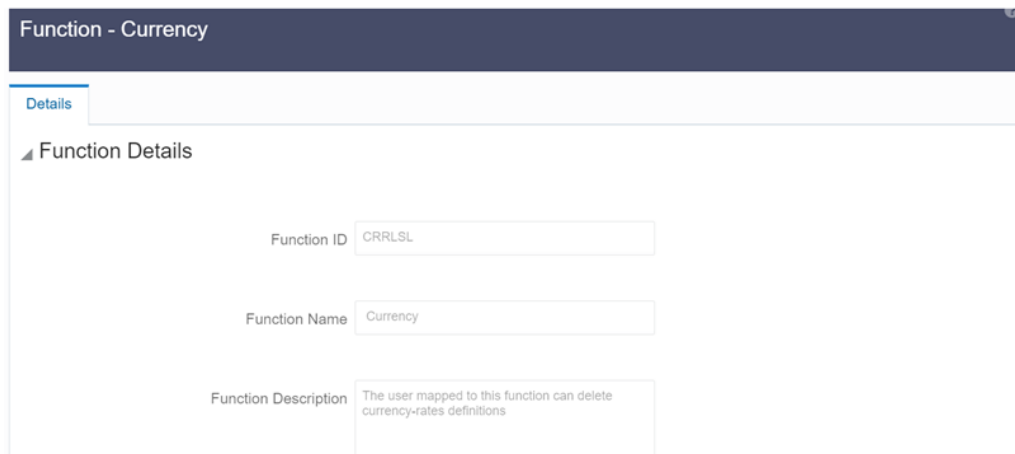 Function - Currency
Details
Function Details
Function ID CRRLSL
Function Name Currency
Function Description The user mapped to this function can delete
currency-rates definitions